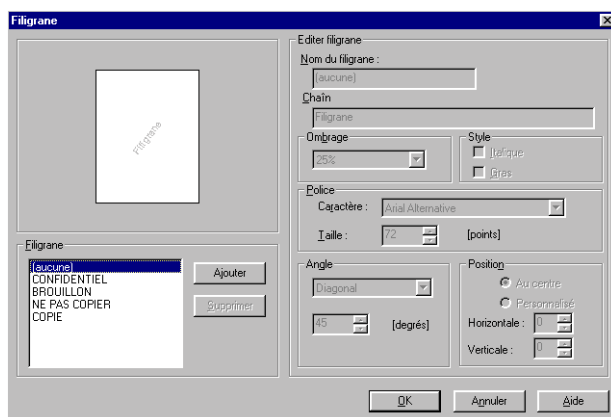 Filigrane
Filigrane
Filigrane
(aucune)
CONFIDENTIEL
BROUILLON
NE PAS COPIER
COPIE
Ajouter
Supprimer
Editer filigrane
Nom du filigrane :
(aucune)
Chaîn
Filigrane
Ombrage
25%
Style
Italique
Gras
Police
Caractère : Arial Alternative
Taille : 72 [points]
Angle
Diagonal
45 [degrés]
Position
Au centre
Personnalisé
Horizontale : 0
Verticale : 0
OK Annuler Aide